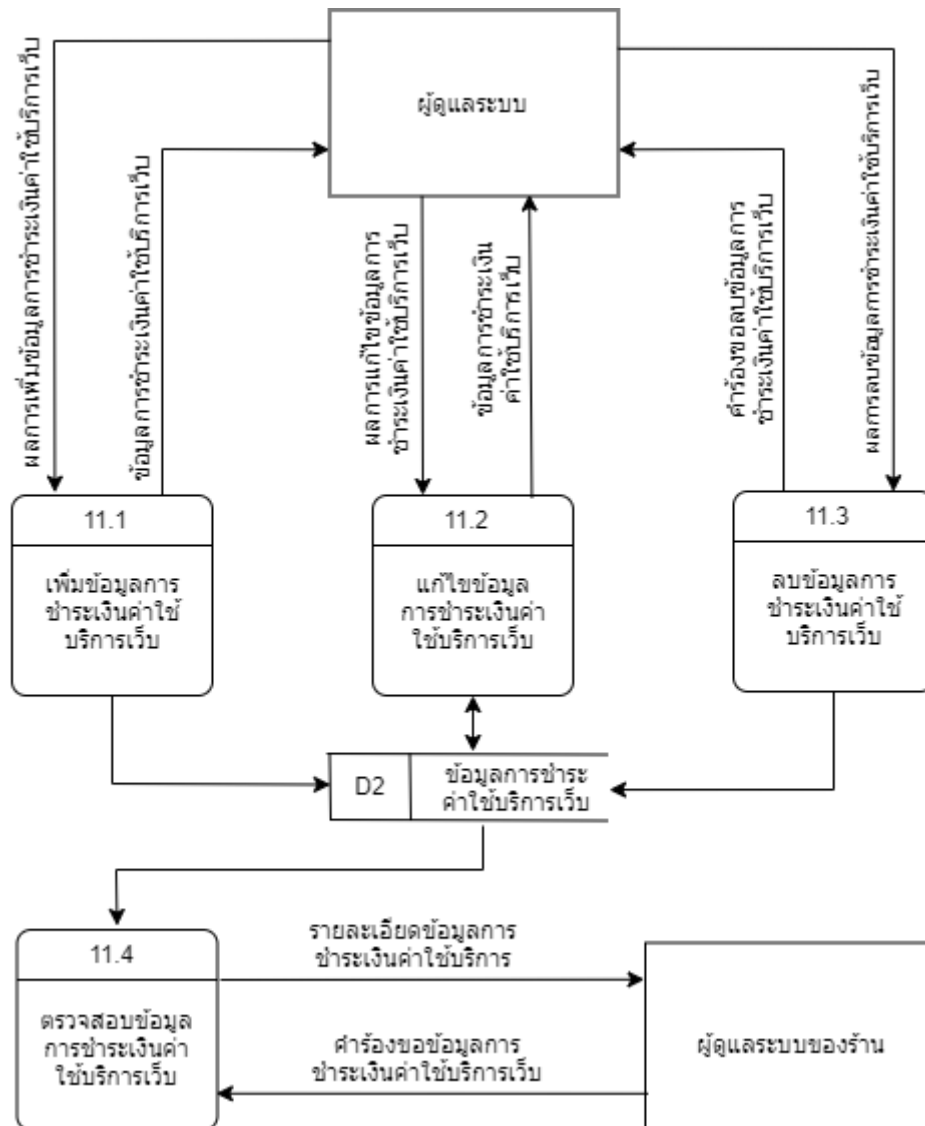 ผู้ดูแลระบบ
ผลการเพิ่มข้อมูลการชำระเงินค่าใช้บริการเว็บ
ข้อมูลการชำระเงินค่าใช้บริการเว็บ
ผลการแก้ไขข้อมูลการ
ชำระเงินค่าใช้บริการเว็บ
ข้อมูลการชำระเงิน
ค่าใช้บริการเว็บ
คำร้องขอลบข้อมูลการ
ชำระเงินค่าใช้บริการเว็บ
ผลการลบข้อมูลการชำระเงินค่าใช้บริการเว็บ
11.1
เพิ่มข้อมูลการ
ชำระเงินค่าใช้
บริการเว็บ
11.2
แก้ไขข้อมูล
การชำระเงินค่า
ใช้บริการเว็บ
11.3
ลบข้อมูลการ
ชำระเงินค่าใช้
บริการเว็บ
D2
ข้อมูลการชำระ
ค่าใช้บริการเว็บ
11.4
ตรวจสอบข้อมูล
การชำระเงินค่า
ใช้บริการเว็บ
รายละเอียดข้อมูลการ
ชำระเงินค่าใช้บริการ
คำร้องขอข้อมูลการ
ชำระเงินค่าใช้บริการเว็บ
ผู้ดูแลระบบของร้าน